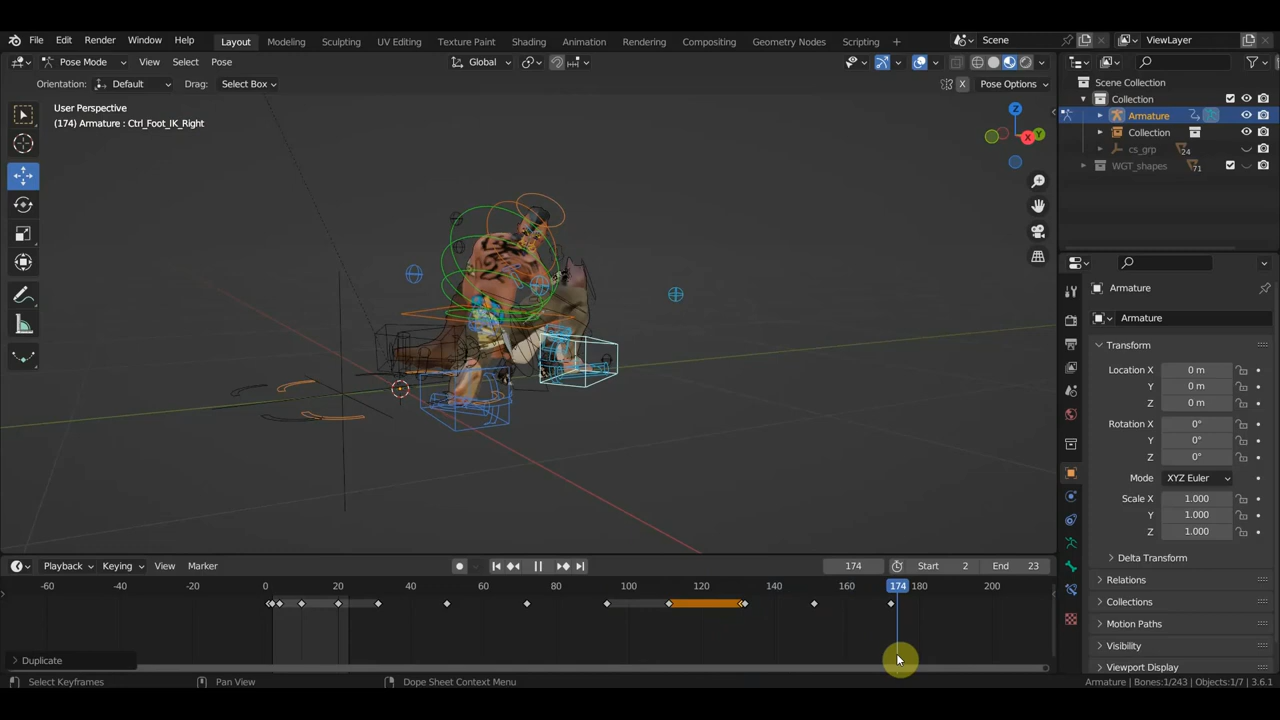 File Edit Render Window Help Layout Modeling Sculpting UV Editing Texture Paint Shading Animation Rendering Compositing Geometry Nodes Scripting + Scene ViewLayer
Pose Mode View Select Pose Global
Orientation: Default Drag: Select Box X Pose Options
User Perspective
(174) Armature : Ctrl_Foot_IK_Right
Z
Y
X
Scene Collection
Collection
Armature
Collection
cs_grp 24
WGT_shapes 71
Armature
Armature
Transform
Location X 0 m
Y 0 m
Z 0 m
Rotation X 0°
Y 0°
Z 0°
Mode XYZ Euler
Scale X 1.000
Y 1.000
Z 1.000
Delta Transform
Relations
Collections
Motion Paths
Visibility
Viewport Display
Playback Keying View Marker 174 Start 2 End 23
-60 -40 -20 0 20 40 60 80 100 120 140 160 174 180 200
Duplicate
Select Keyframes Pan View Dope Sheet Context Menu Armature | Bones:1/243 | Objects:1/7 | 3.6.1